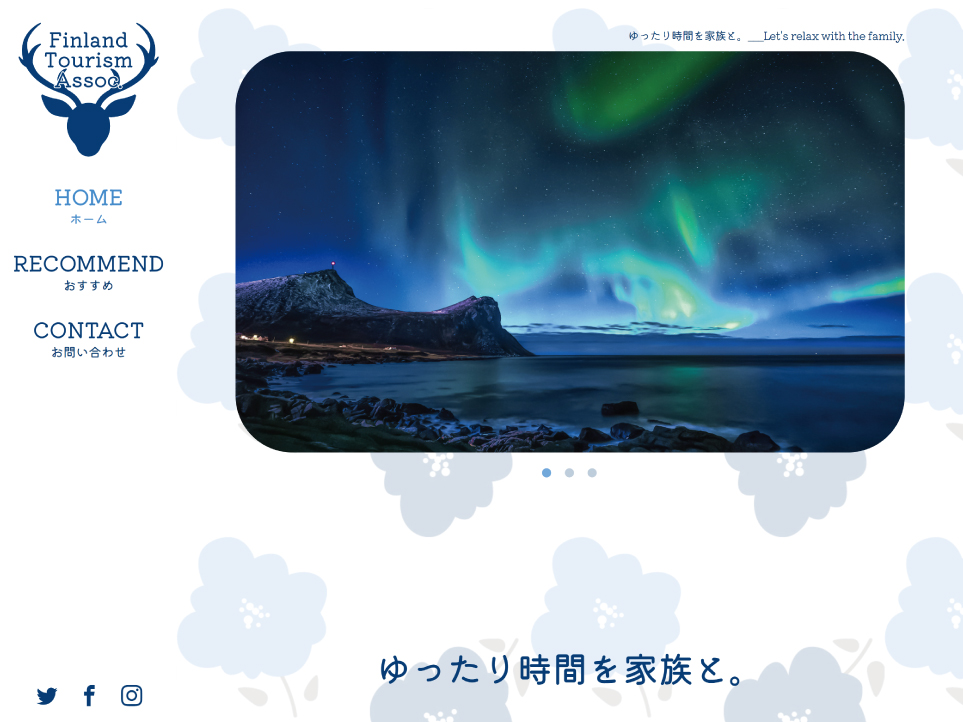 Finland
Tourism
Assoc.
HOME
ホーム
RECOMMEND
おすすめ
CONTACT
お問い合わせ
ゆったり時間を家族と。___Let's relax with the family.
ゆったり時間を家族と。